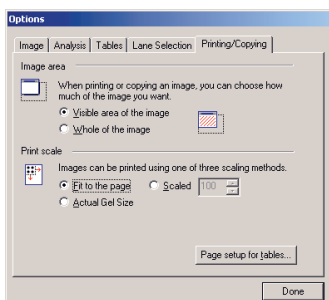 Options
Image Analysis Tables Lane Selection Printing/Copying
Image area
When printing or copying an image, you can choose how
much of the image you want.
Visible area of the image
Whole of the image
Print scale
Images can be printed using one of three scaling methods.
Fit to the page Scaled 100
Actual Gel Size
Page setup for tables...
Done